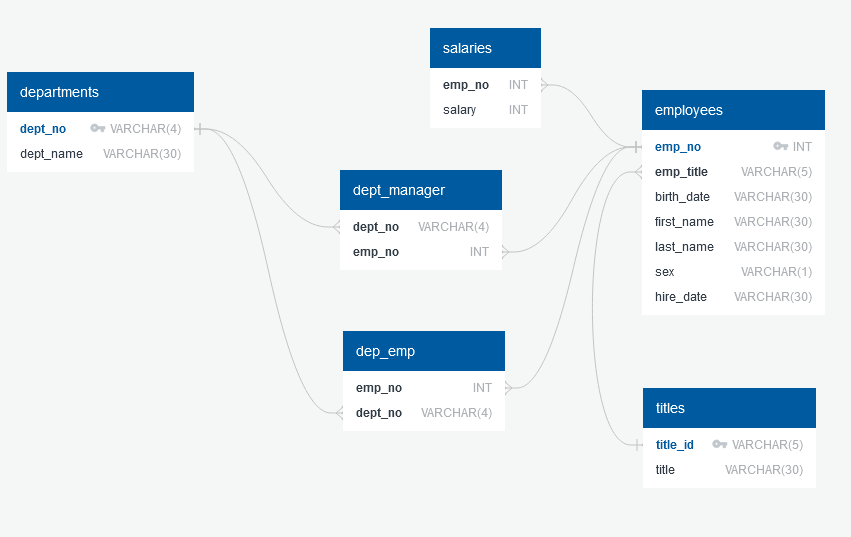 departments
dept_no VARCHAR(4)
dept_name VARCHAR(30)
salaries
emp_no INT
salary INT
dept_manager
dept_no VARCHAR(4)
emp_no INT
dep_emp
emp_no INT
dept_no VARCHAR(4)
employees
emp_no INT
emp_title VARCHAR(5)
birth_date VARCHAR(30)
first_name VARCHAR(30)
last_name VARCHAR(30)
sex VARCHAR(1)
hire_date VARCHAR(30)
titles
title_id VARCHAR(5)
title VARCHAR(30)